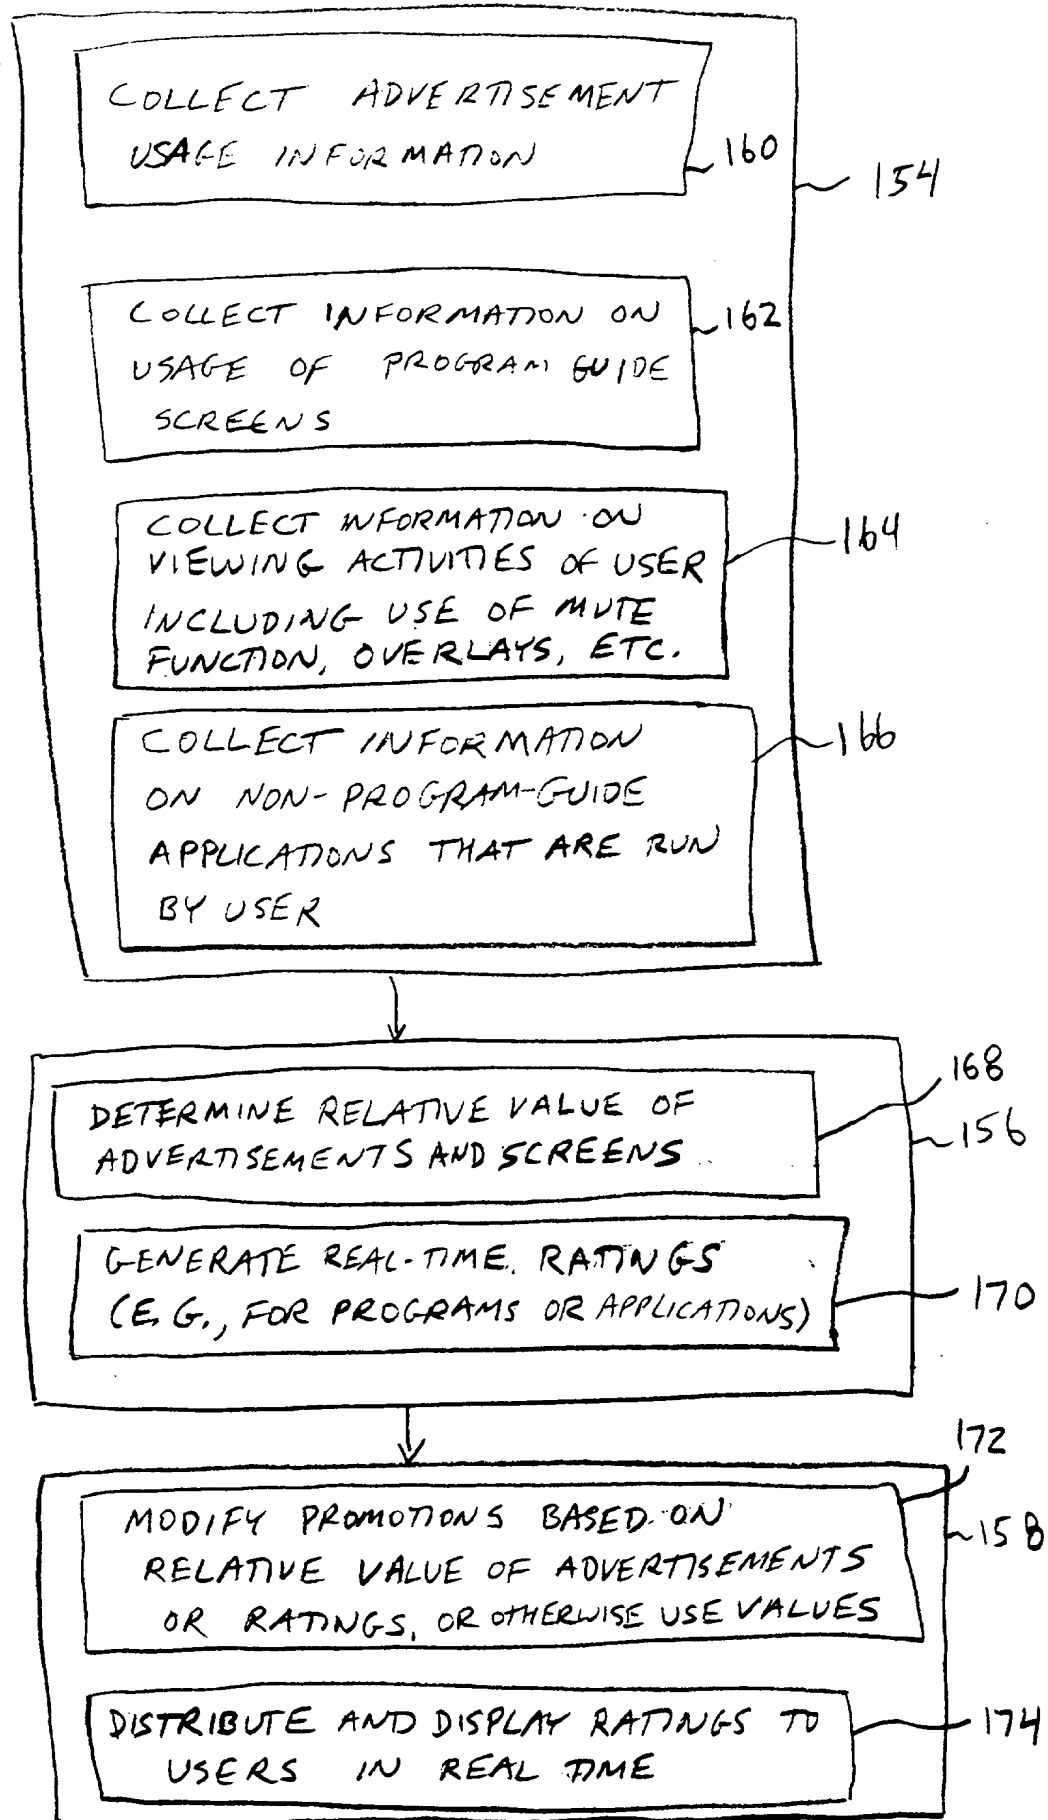 COLLECT ADVERTISEMENT
USAGE INFORMATION
160
154
COLLECT INFORMATION ON
USAGE OF PROGRAM GUIDE
SCREENS
162
COLLECT INFORMATION ON
VIEWING ACTIVITIES OF USER
INCLUDING USE OF MUTE
FUNCTION, OVERLAYS, ETC.
164
COLLECT INFORMATION
ON NON-PROGRAM-GUIDE
APPLICATIONS THAT ARE RUN
BY USER
166
DETERMINE RELATIVE VALUE OF
ADVERTISEMENTS AND SCREENS
168
156
GENERATE REAL-TIME RATINGS
(E.G., FOR PROGRAMS OR APPLICATIONS)
170
MODIFY PROMOTIONS BASED ON
RELATIVE VALUE OF ADVERTISEMENTS
OR RATINGS, OR OTHERWISE USE VALUES
172
158
DISTRIBUTE AND DISPLAY RATINGS TO
USERS IN REAL TIME
174